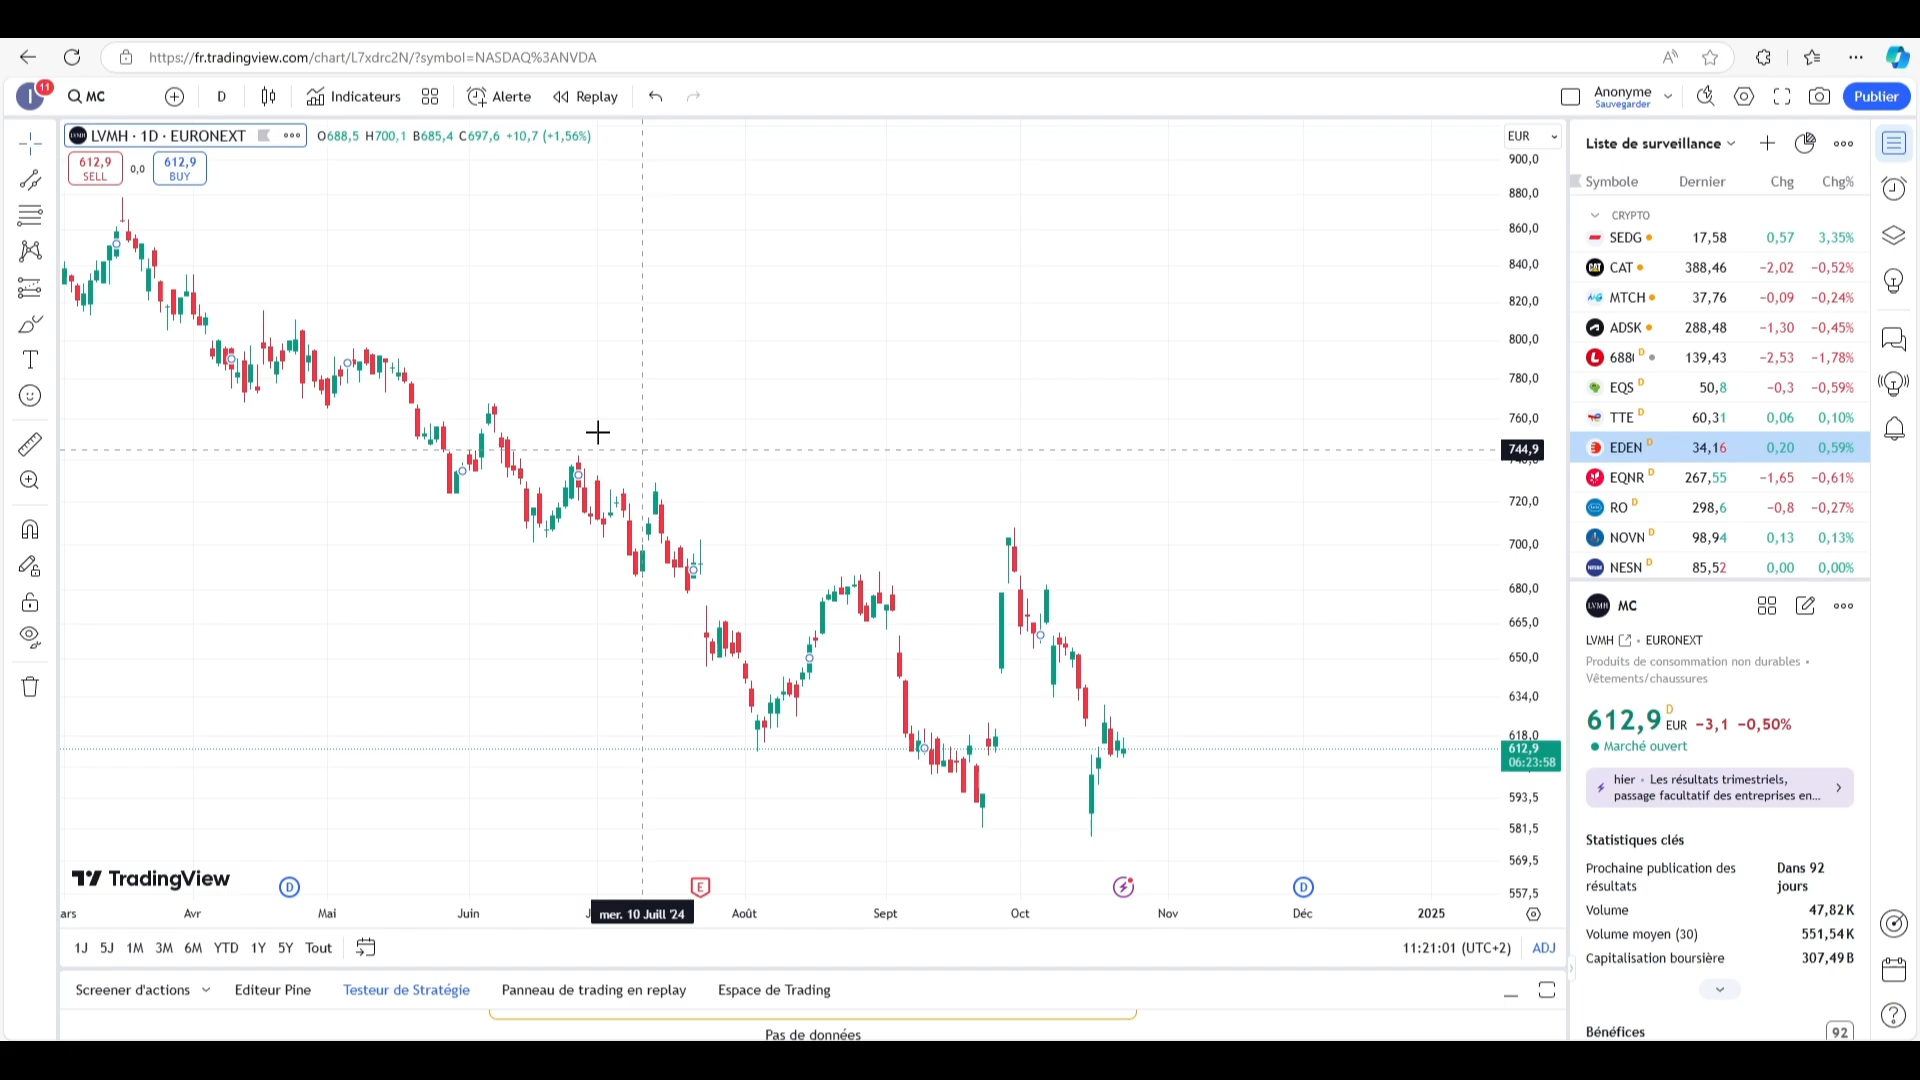 https://fr.tradingview.com/chart/L7xdrc2N/?symbol=NASDAQ%3ANVDA
I 11 MC D Indicateurs Alerte Replay Anonyme Sauvegarder Publier
LVMH · 1D · EURONEXT O688,5 H700,1 B685,4 C697,6 +10,7 (+1,56%) EUR
612,9 SELL 0,0 612,9 BUY
900,0
880,0
860,0
840,0
820,0
800,0
780,0
760,0
744,9
720,0
700,0
680,0
665,0
650,0
634,0
618,0
612,9
06:23:58
593,5
581,5
569,5
557,5
TradingView
D E D
Avr Mai Juin mer. 10 Juill '24 Août Sept Oct Nov Déc 2025
1J 5J 1M 3M 6M YTD 1Y 5Y Tout 11:21:01 (UTC+2) ADJ
Screener d'actions Editeur Pine Testeur de Stratégie Panneau de trading en replay Espace de Trading
Pas de données
Liste de surveillance
Symbole Dernier Chg Chg%
CRYPTO
SEDG 17,58 0,57 3,35%
CAT 388,46 −2,02 −0,52%
MTCH 37,76 −0,09 −0,24%
ADSK 288,48 −1,30 −0,45%
688 D 139,43 −2,53 −1,78%
EQS D 50,8 −0,3 −0,59%
TTE D 60,31 0,06 0,10%
EDEN D 34,16 0,20 0,59%
EQNR D 267,55 −1,65 −0,61%
RO D 298,6 −0,8 −0,27%
NOVN D 98,94 0,13 0,13%
NESN D 85,52 0,00 0,00%
LVMH MC
LVMH · EURONEXT
Produits de consommation non durables •
Vêtements/chaussures
612,9 D EUR −3,1 −0,50%
Marché ouvert
hier · Les résultats trimestriels,
passage facultatif des entreprises en...
Statistiques clés
Prochaine publication des Dans 92
résultats jours
Volume 47,82K
Volume moyen (30) 551,54K
Capitalisation boursière 307,49B
Bénéfices 92